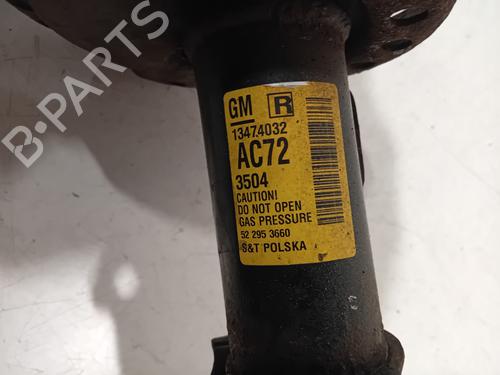 GM R
13474032
AC72
3504
CAUTION!
DO NOT OPEN
GAS PRESSURE
52 295 3660
S&T POLSKA
B-PARTS